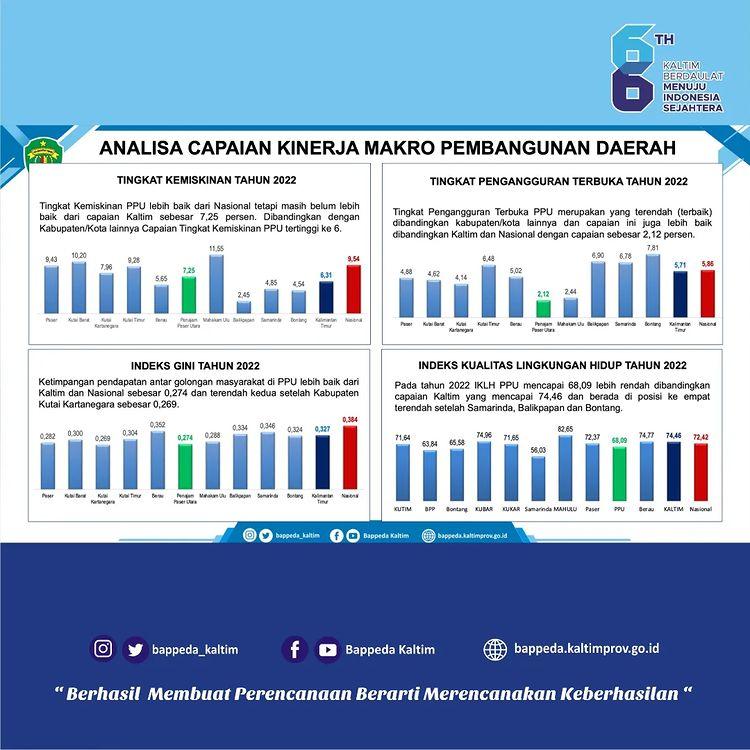 6TH
KALTIM
BERDAULAT
MENUJU
INDONESIA
SEJAHTERA
ANALISA CAPAIAN KINERJA MAKRO PEMBANGUNAN DAERAH
TINGKAT KEMISKINAN TAHUN 2022
Tingkat Kemiskinan PPU lebih baik dari Nasional tetapi masih belum lebih
baik dari capaian Kaltim sebesar 7,25 persen. Dibandingkan dengan
Kabupaten/Kota lainnya Capaian Tingkat Kemiskinan PPU tertinggi ke 6.
9,43 10,20 7,96 9,28 5,65 7,25 11,55 2,45 4,85 4,54 6,31 9,54
Paser Kutai Barat Kutai Kartanegara Kutai Timur Berau Penajam Paser Utara Mahakam Ulu Balikpapan Samarinda Bontang Kalimantan Timur Nasional
TINGKAT PENGANGGURAN TERBUKA TAHUN 2022
Tingkat Pengangguran Terbuka PPU merupakan yang terendah (terbaik)
dibandingkan kabupaten/kota lainnya dan capaian ini juga lebih baik
dibandingkan Kaltim dan Nasional dengan capaian sebesar 2,12 persen.
4,88 4,62 4,14 6,48 5,02 2,12 2,44 6,90 6,78 7,81 5,71 5,86
Paser Kutai Barat Kutai Kartanegara Kutai Timur Berau Penajam Paser Utara Mahakam Ulu Balikpapan Samarinda Bontang Kalimantan Timur Nasional
INDEKS GINI TAHUN 2022
Ketimpangan pendapatan antar golongan masyarakat di PPU lebih baik dari
Kaltim dan Nasional sebesar 0,274 dan terendah kedua setelah Kabupaten
Kutai Kartanegara sebesar 0,269.
0,282 0,300 0,269 0,304 0,352 0,274 0,288 0,334 0,346 0,324 0,327 0,384
Paser Kutai Barat Kutai Kartanegara Kutai Timur Berau Penajam Paser Utara Mahakam Ulu Balikpapan Samarinda Bontang Kalimantan Timur Nasional
INDEKS KUALITAS LINGKUNGAN HIDUP TAHUN 2022
Pada tahun 2022 IKLH PPU mencapai 68,09 lebih rendah dibandingkan
capaian Kaltim yang mencapai 74,46 dan berada di posisi ke empat
terendah setelah Samarinda, Balikpapan dan Bontang.
71,64 63,84 65,58 74,96 71,65 56,03 82,65 72,37 68,09 74,77 74,46 72,42
KUTIM BPP Bontang KUBAR KUKAR Samarinda MAHULU Paser PPU Berau KALTIM Nasional
bappeda_kaltim Bappeda Kaltim bappeda.kaltimprov.go.id
bappeda_kaltim Bappeda Kaltim bappeda.kaltimprov.go.id
“ Berhasil Membuat Perencanaan Berarti Merencanakan Keberhasilan “